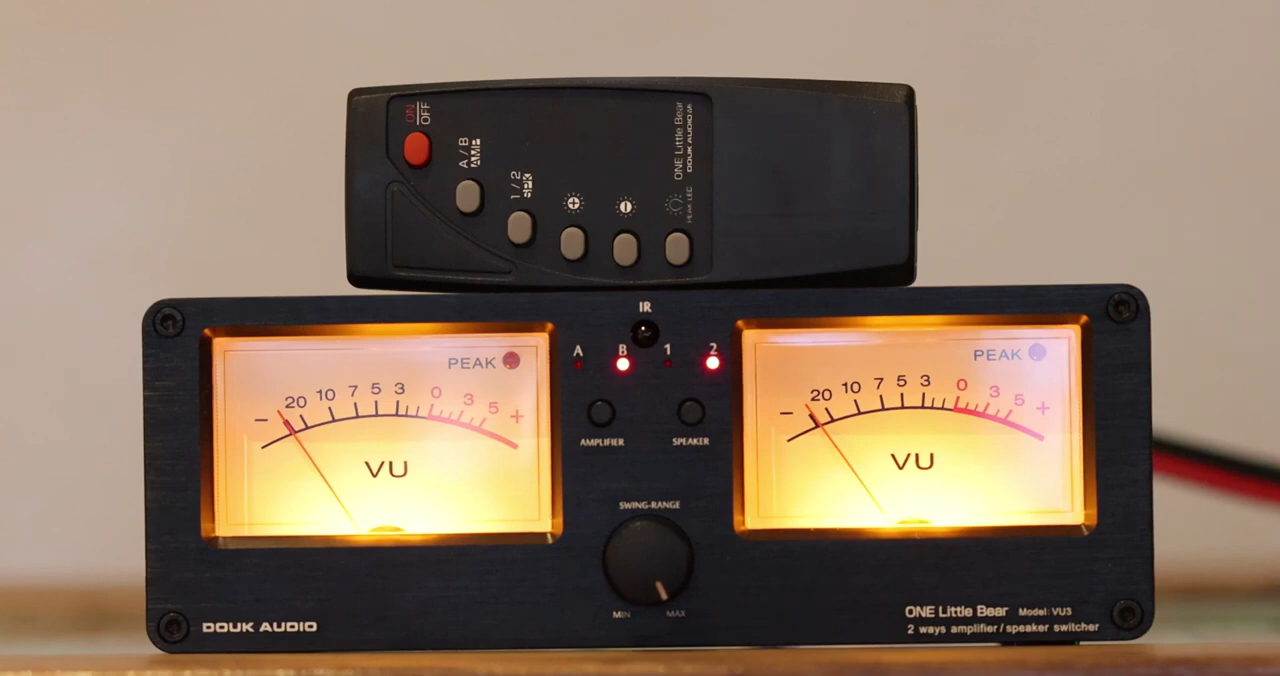 ON
OFF
A / B
AMP
1 / 2
SPK
ONE Little Bear
DOUK AUDIO
PEAK LED
IR
A B 1 2
AMPLIFIER SPEAKER
SWING-RANGE
MIN MAX
PEAK
- 20 10 7 5 3 0 3 5 +
VU
PEAK
- 20 10 7 5 3 0 3 5 +
VU
DOUK AUDIO
ONE Little Bear Model: VU3
2 ways amplifier / speaker switcher